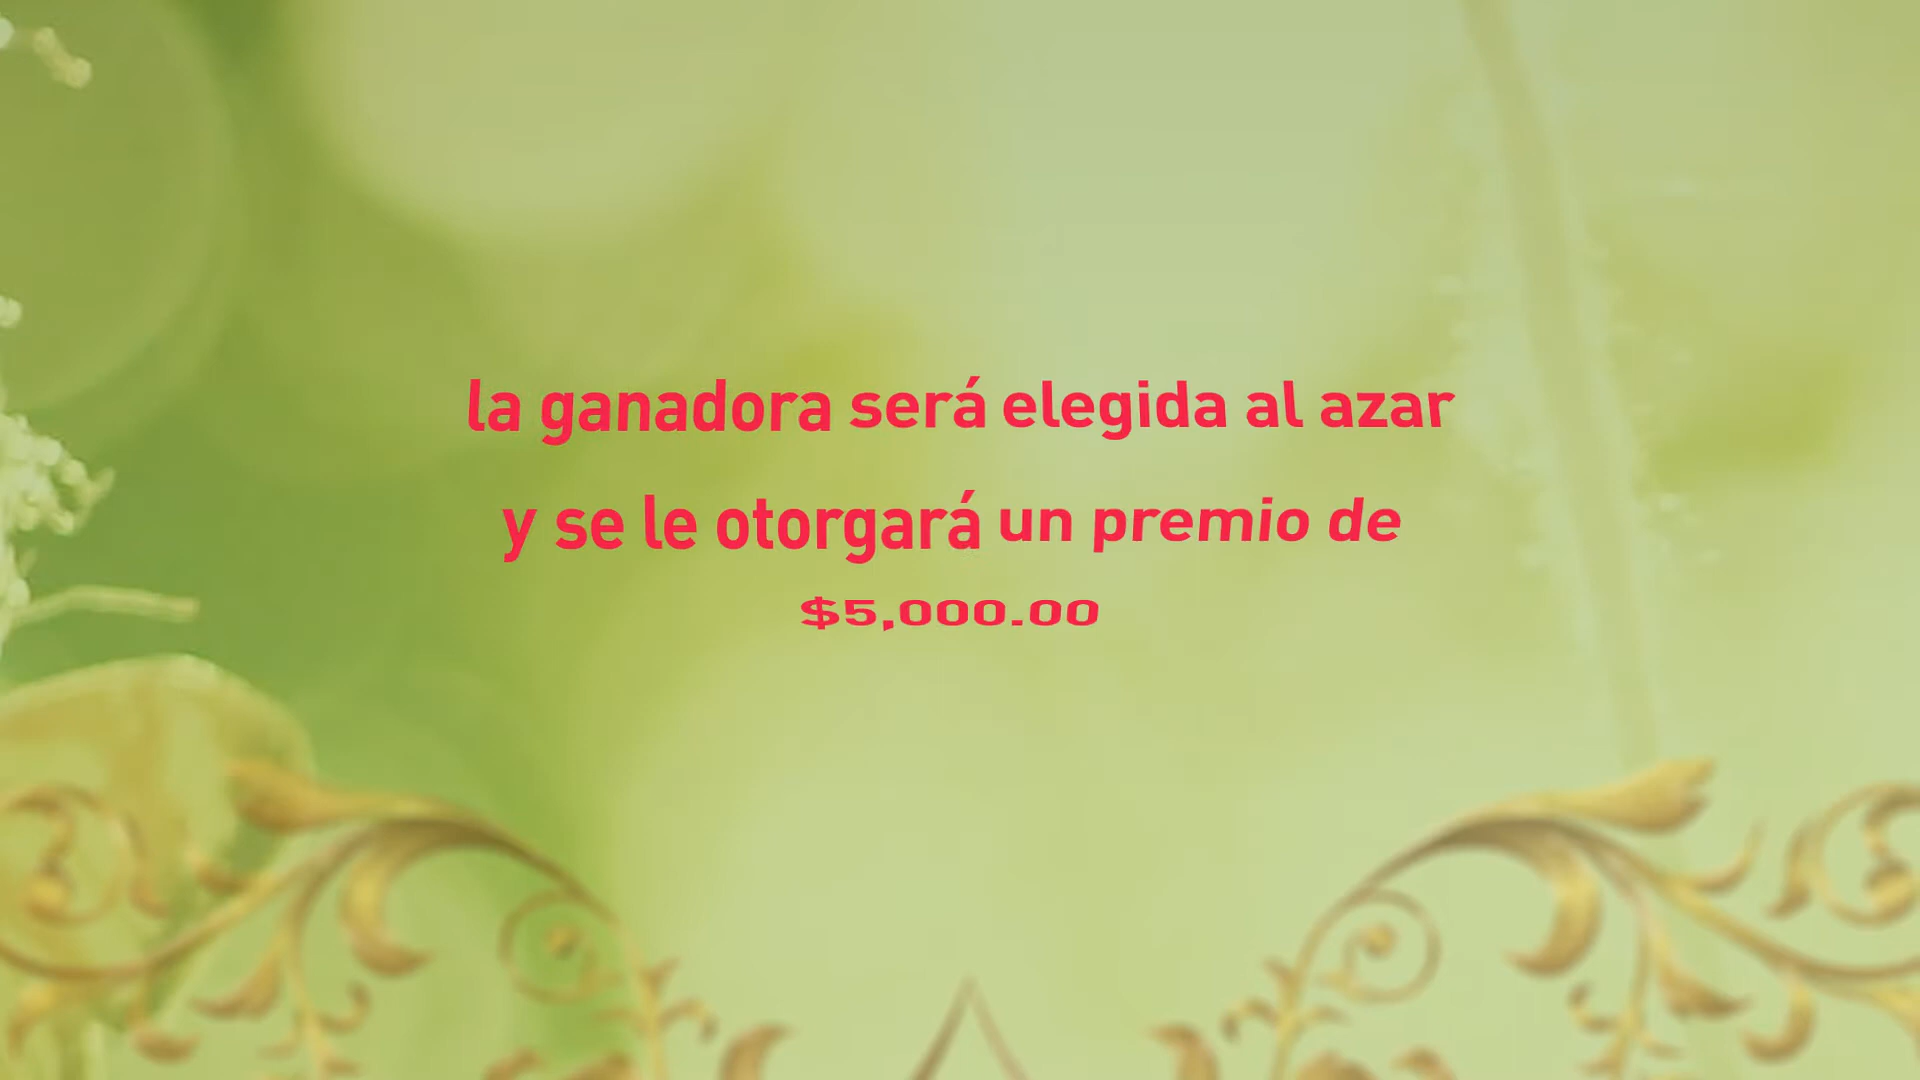 la ganadora será elegida al azar
y se le otorgará un premio de
$5,000.00